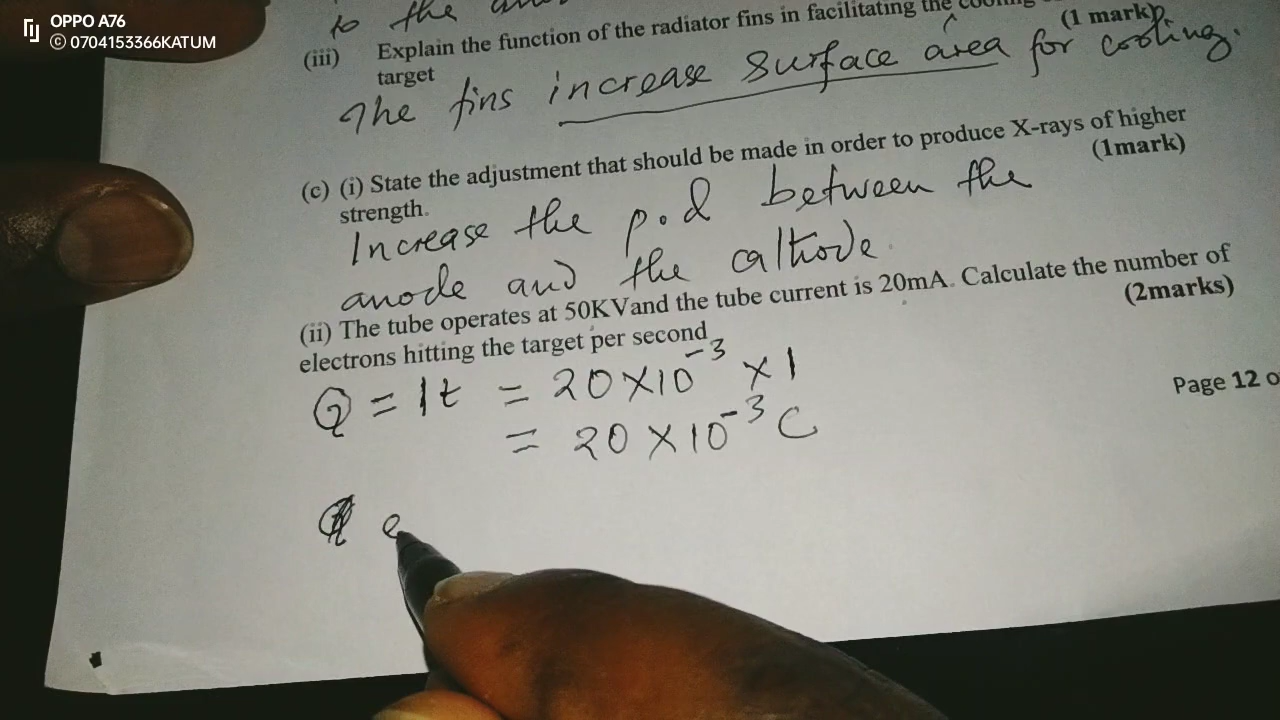 OPPO A76
© 0704153366KATUM
to the
(iii) Explain the function of the radiator fins in facilitating the
target (1 mark)
The fins increase surface area for cooling.
(c) (i) State the adjustment that should be made in order to produce X-rays of higher
strength. (1mark)
Increase the p.d between the
anode and the calthode.
(ii) The tube operates at 50KVand the tube current is 20mA. Calculate the number of
electrons hitting the target per second (2marks)
Q = It = 20×10⁻³ ×1
= 20×10⁻³ C
Page 12
e